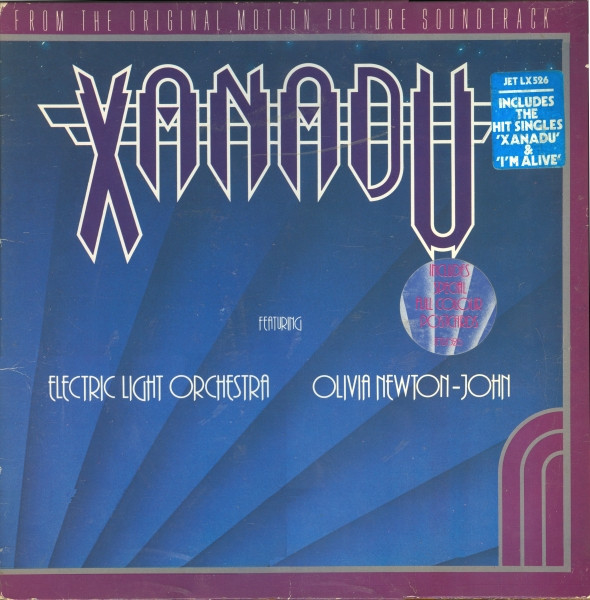 FROM THE ORIGINAL MOTION PICTURE SOUNDTRACK
XANADU
JET LX 526
INCLUDES
THE
HIT SINGLES
'XANADU'
&
'I'M ALIVE'
INCLUDES
SPECIAL
FULL COLOUR
FEATURING
ELECTRIC LIGHT ORCHESTRA OLIVIA NEWTON-JOHN